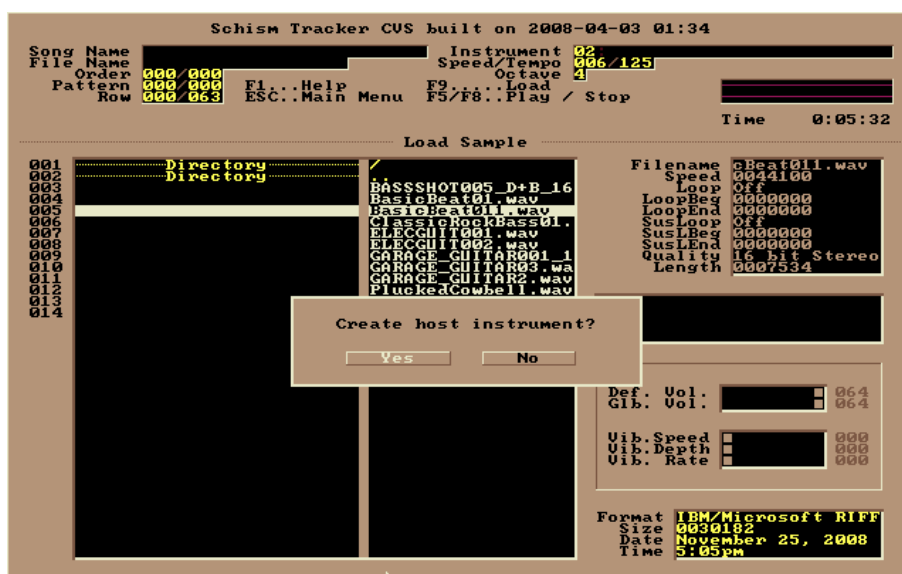 Schism Tracker CVS built on 2008-04-03 01:34
Song Name
Instrument 02:
File Name
Speed/Tempo 006/125
Order 000/000
Octave 4
Pattern 000/000 F1...Help F9.....Load
Row 000/063 ESC..Main Menu F5/F8..Play / Stop
Time 0:05:32
Load Sample
001 Directory /
002 Directory ..
003 BASSSHOT005_D+B_16
004 BasicBeat01.wav
005 BasicBeat011.wav
006 ClassicRockBass01.
007 ELECGUIT001.wav
008 ELECGUIT002.wav
009 GARAGE_GUITAR001_1
010 GARAGE_GUITAR03.wa
011 GARAGE_GUITAR2.wav
012 PluckedCowbell.wav
013
014
Filename cBeat011.wav
Speed 0044100
Loop Off
LoopBeg 0000000
LoopEnd 0000000
SusLoop Off
SusLBeg 0000000
SusLEnd 0000000
Quality 16 bit Stereo
Length 0007534
Create host instrument?
Yes No
Def. Vol. 064
Glb. Vol. 064
Vib.Speed 000
Vib.Depth 000
Vib. Rate 000
Format IBM/Microsoft RIFF
Size 0030182
Date November 25, 2008
Time 5:05pm